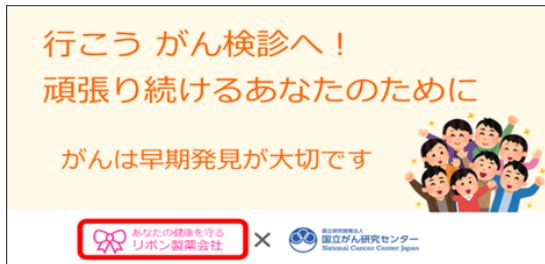 行こう がん検診へ！
頑張り続けるあなたのために
がんは早期発見が大切です
あなたの健康を守る
リボン製薬会社
×
国立研究開発法人
国立がん研究センター
National Cancer Center Japan